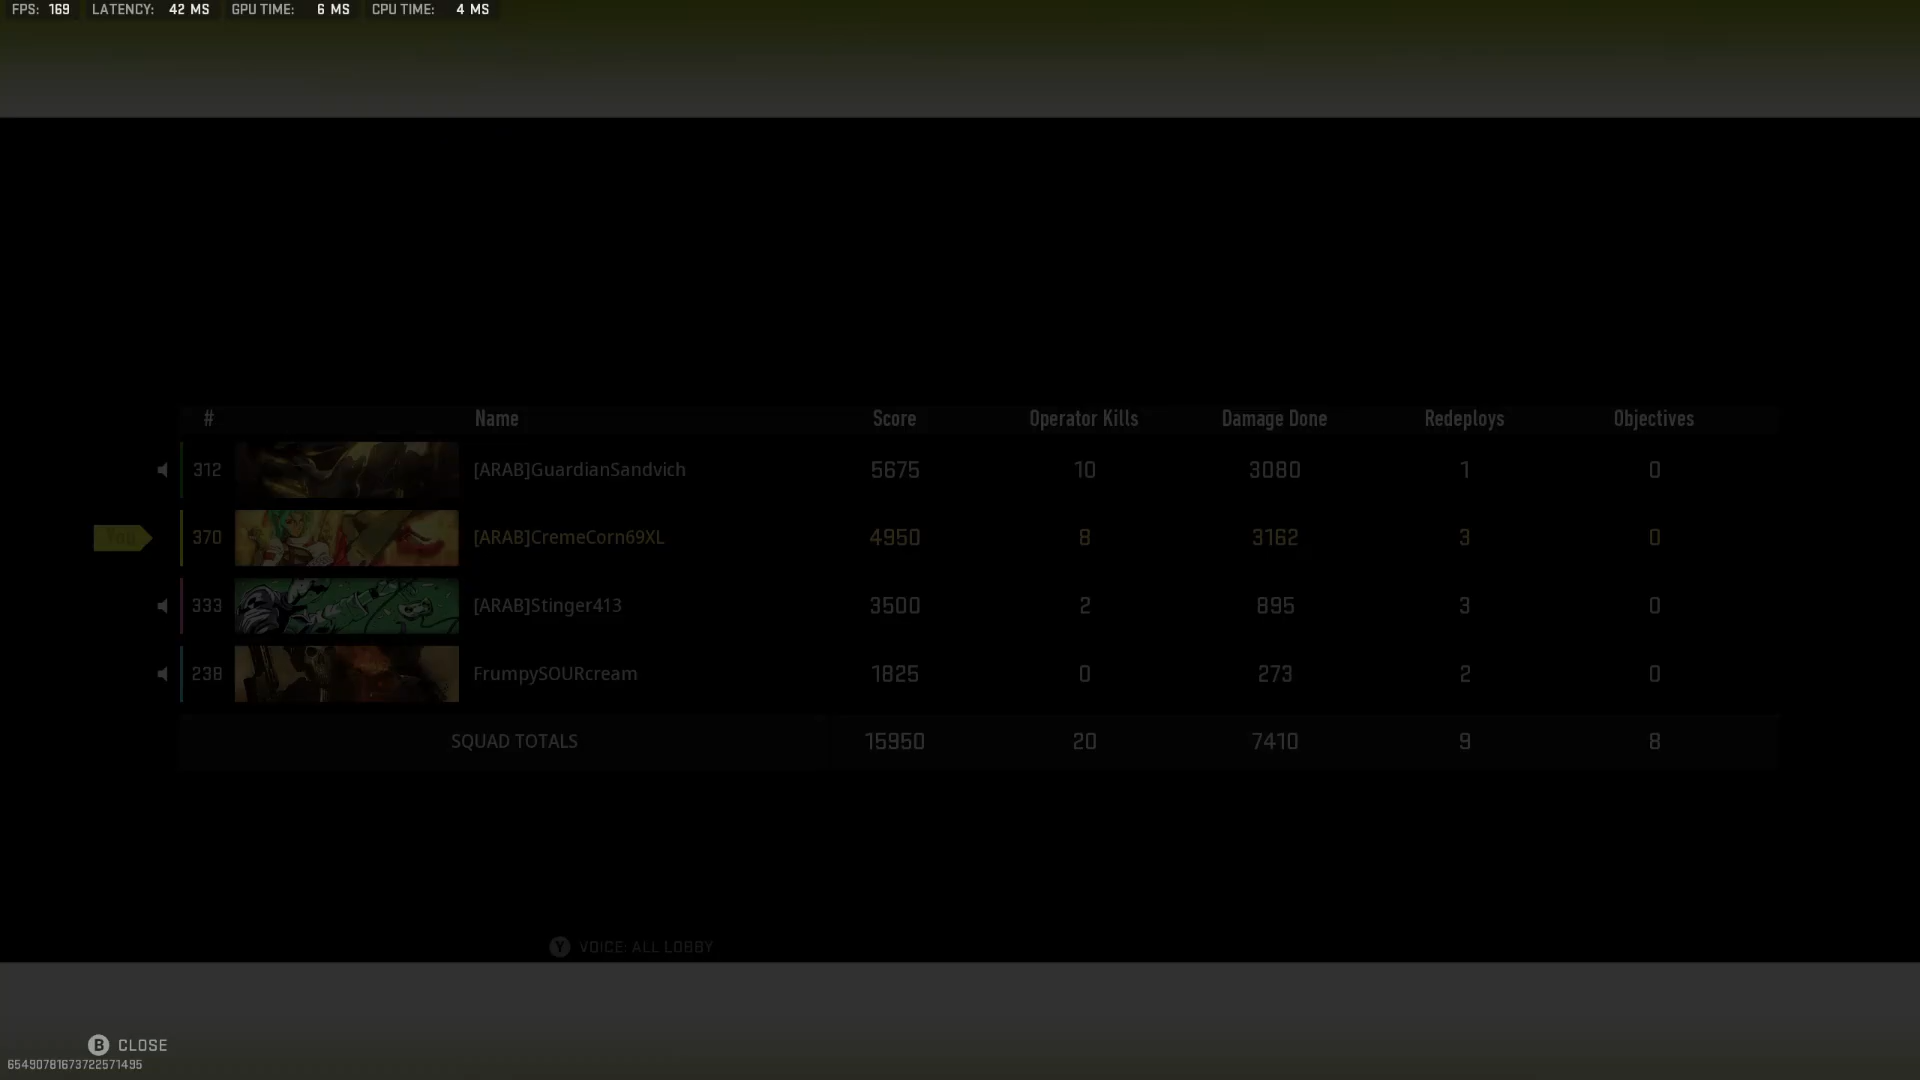 FPS: 169 LATENCY: 42 MS GPU TIME: 6 MS CPU TIME: 4 MS
# Name Score Operator Kills Damage Done Redeploys Objectives
312 [ARAB]GuardianSandvich 5675 10 3080 1 0
You 370 [ARAB]CremeCorn69XL 4950 8 3162 3 0
333 [ARAB]Stinger413 3500 2 895 3 0
238 FrumpySOURcream 1825 0 273 2 0
SQUAD TOTALS 15950 20 7410 9 8
Y VOICE: ALL LOBBY
B CLOSE
65490781673722571495